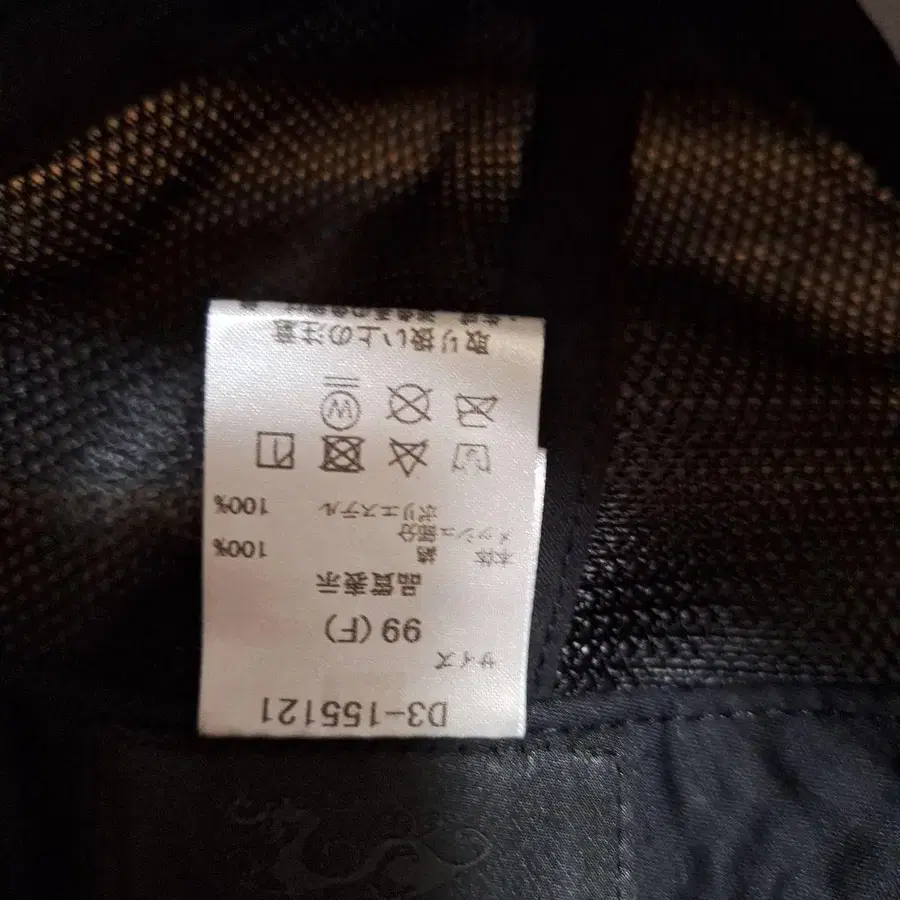 D3-155121
サイズ
99 (F)
品質表示
本体 綿 100%
メッシュ部分
ポリエステル 100%
W
取り扱い上の注意